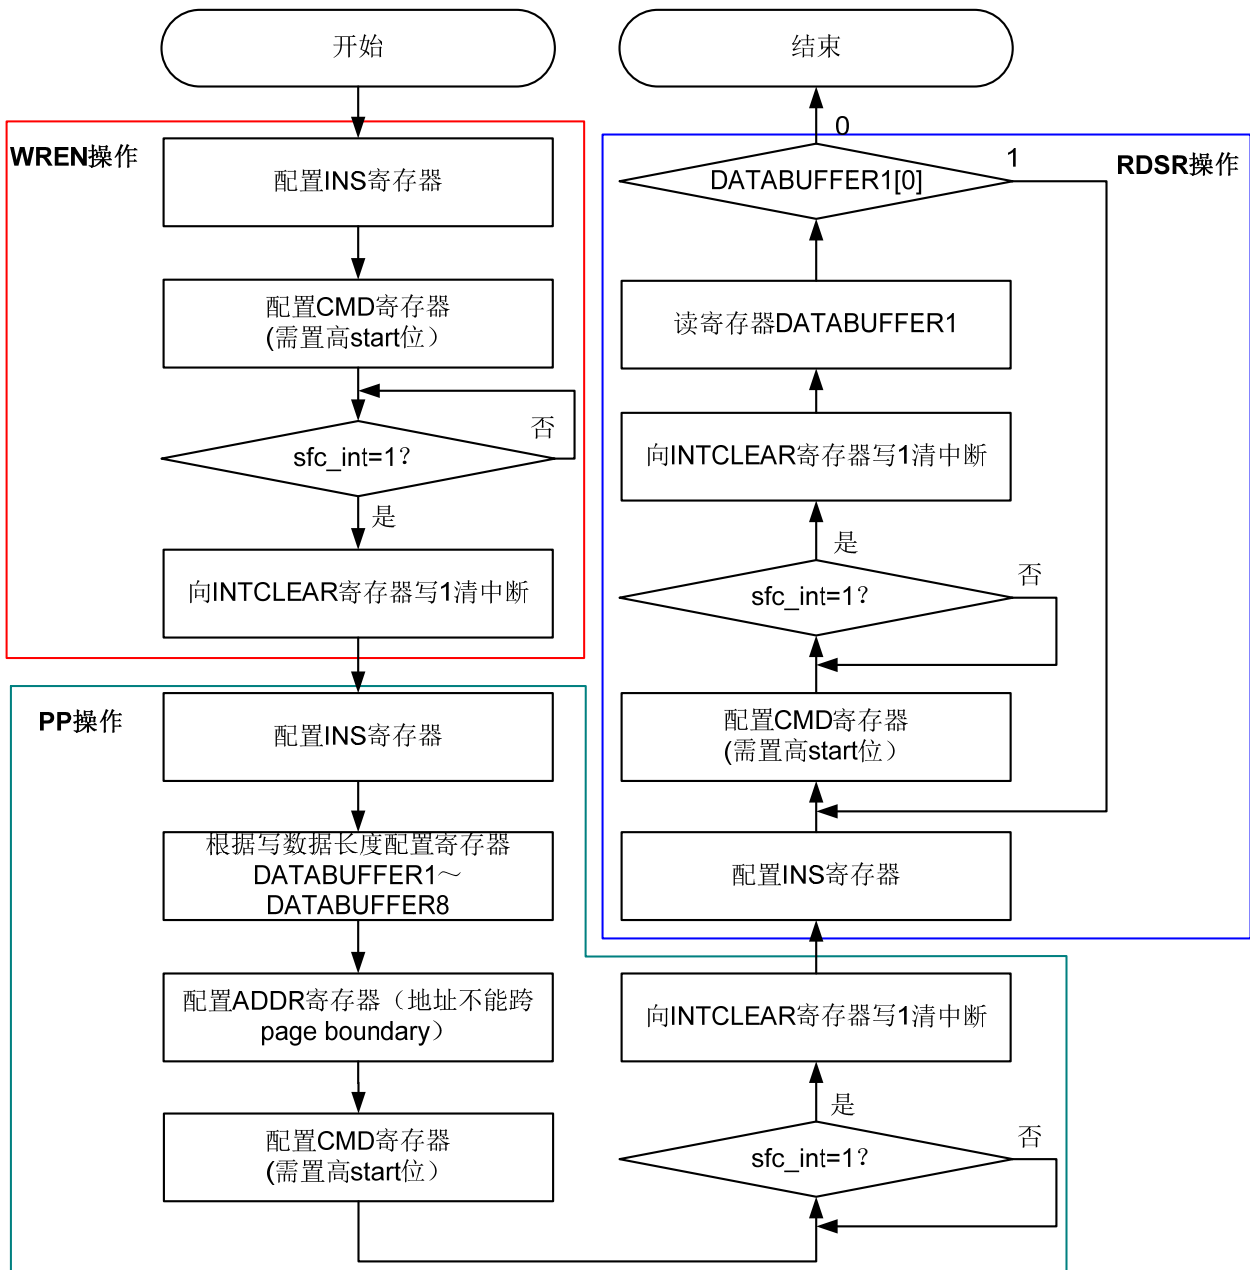 开始
WREN操作
配置INS寄存器
配置CMD寄存器
(需置高start位）
否
sfc_int=1?
是
向INTCLEAR寄存器写1清中断
PP操作
配置INS寄存器
根据写数据长度配置寄存器
DATABUFFER1～
DATABUFFER8
配置ADDR寄存器（地址不能跨
page boundary）
配置CMD寄存器
(需置高start位）
否
sfc_int=1?
是
向INTCLEAR寄存器写1清中断
RDSR操作
配置INS寄存器
配置CMD寄存器
(需置高start位）
否
sfc_int=1?
是
向INTCLEAR寄存器写1清中断
读寄存器DATABUFFER1
DATABUFFER1[0]
1
0
结束